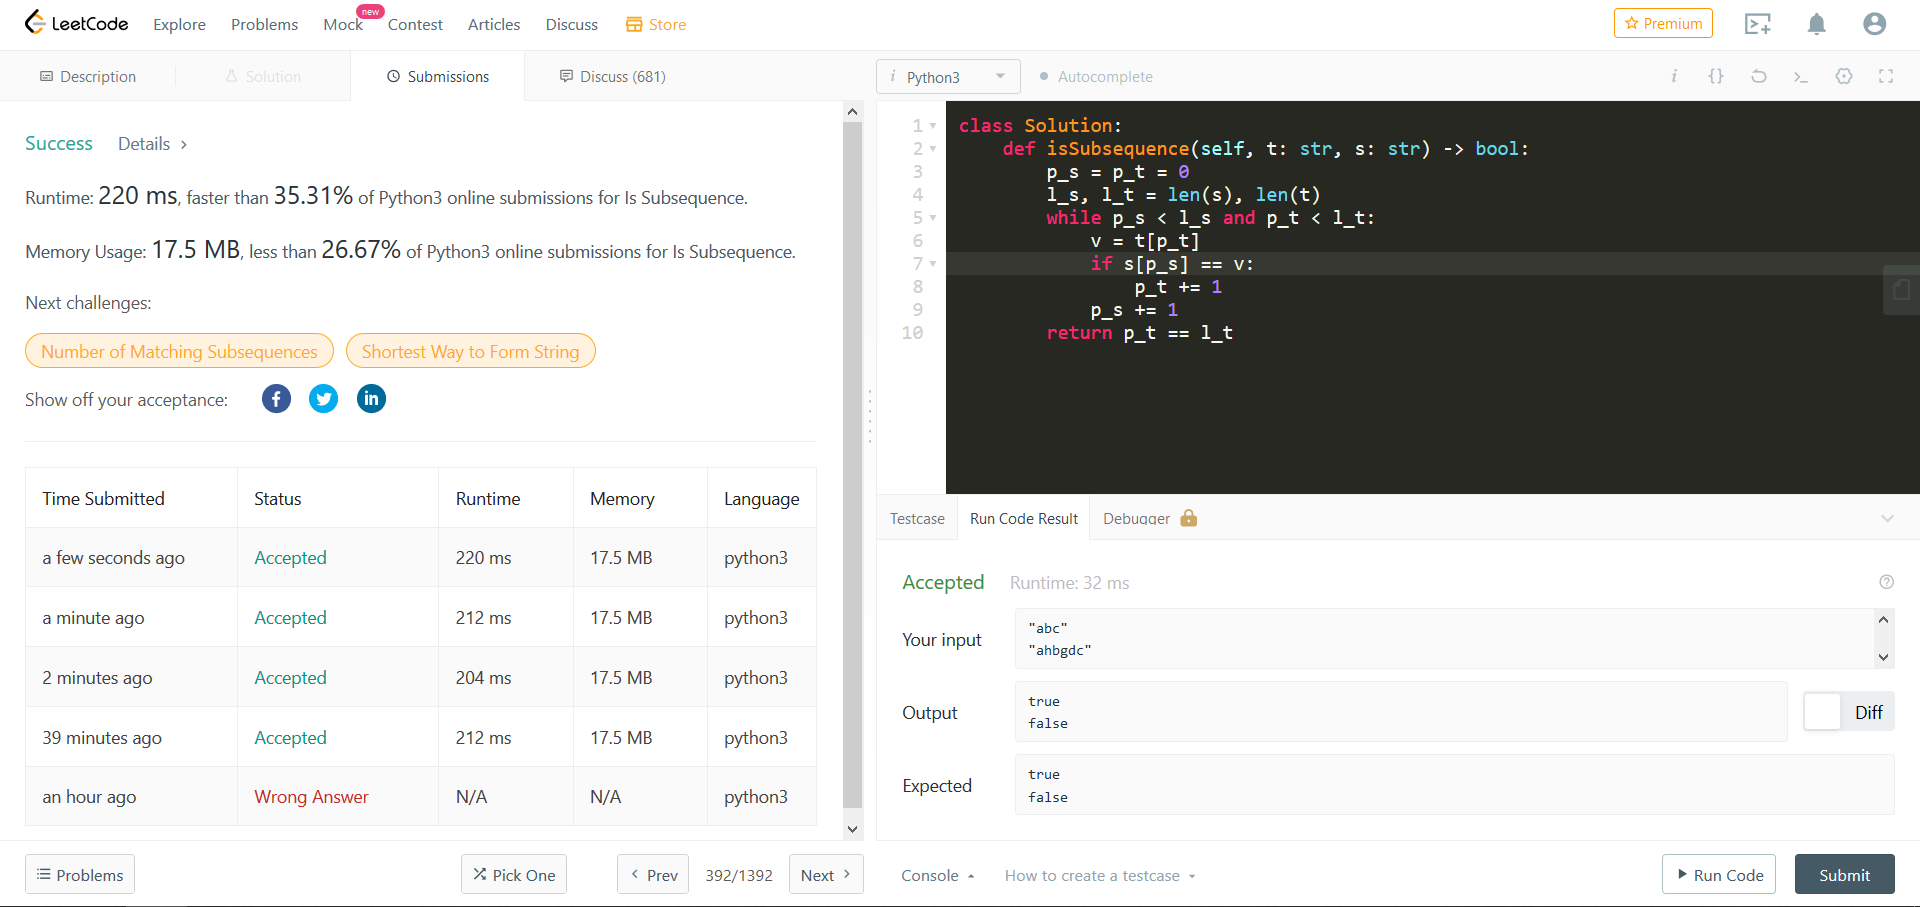 LeetCode Explore Problems Mock new Contest Articles Discuss Store Premium
Description Solution Submissions Discuss (681)
i Python3 Autocomplete i {}
Success Details >
Runtime: 220 ms, faster than 35.31% of Python3 online submissions for Is Subsequence.
Memory Usage: 17.5 MB, less than 26.67% of Python3 online submissions for Is Subsequence.
Next challenges:
Number of Matching Subsequences Shortest Way to Form String
Show off your acceptance:
Time Submitted Status Runtime Memory Language
a few seconds ago Accepted 220 ms 17.5 MB python3
a minute ago Accepted 212 ms 17.5 MB python3
2 minutes ago Accepted 204 ms 17.5 MB python3
39 minutes ago Accepted 212 ms 17.5 MB python3
an hour ago Wrong Answer N/A N/A python3
Problems Pick One < Prev 392/1392 Next >
1 class Solution:
2     def isSubsequence(self, t: str, s: str) -> bool:
3         p_s = p_t = 0
4         l_s, l_t = len(s), len(t)
5         while p_s < l_s and p_t < l_t:
6             v = t[p_t]
7             if s[p_s] == v:
8                 p_t += 1
9             p_s += 1
10         return p_t == l_t
Testcase Run Code Result Debugger
Accepted Runtime: 32 ms
Your input
"abc"
"ahbgdc"
Output
true
false
Diff
Expected
true
false
Console How to create a testcase Run Code Submit